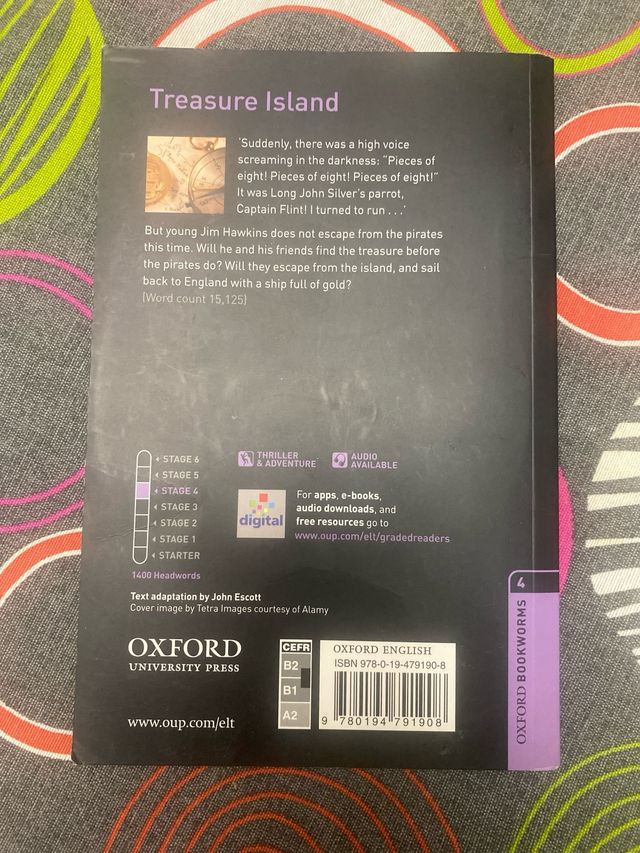 Treasure Island
'Suddenly, there was a high voice
screaming in the darkness: "Pieces of
eight! Pieces of eight! Pieces of eight!"
It was Long John Silver's parrot,
Captain Flint! I turned to run . . .'
But young Jim Hawkins does not escape from the pirates
this time. Will he and his friends find the treasure before
the pirates do? Will they escape from the island, and sail
back to England with a ship full of gold?
(Word count 15,125)
STAGE 6
STAGE 5
STAGE 4
STAGE 3
STAGE 2
STAGE 1
STARTER
1400 Headwords
THRILLER
& ADVENTURE
AUDIO
AVAILABLE
digital
For apps, e-books,
audio downloads, and
free resources go to
www.oup.com/elt/gradedreaders
Text adaptation by John Escott
Cover image by Tetra Images courtesy of Alamy
OXFORD
UNIVERSITY PRESS
www.oup.com/elt
CEFR
B2
B1
A2
OXFORD ENGLISH
ISBN 978-0-19-479190-8
9 780194 791908
4
OXFORD BOOKWORMS